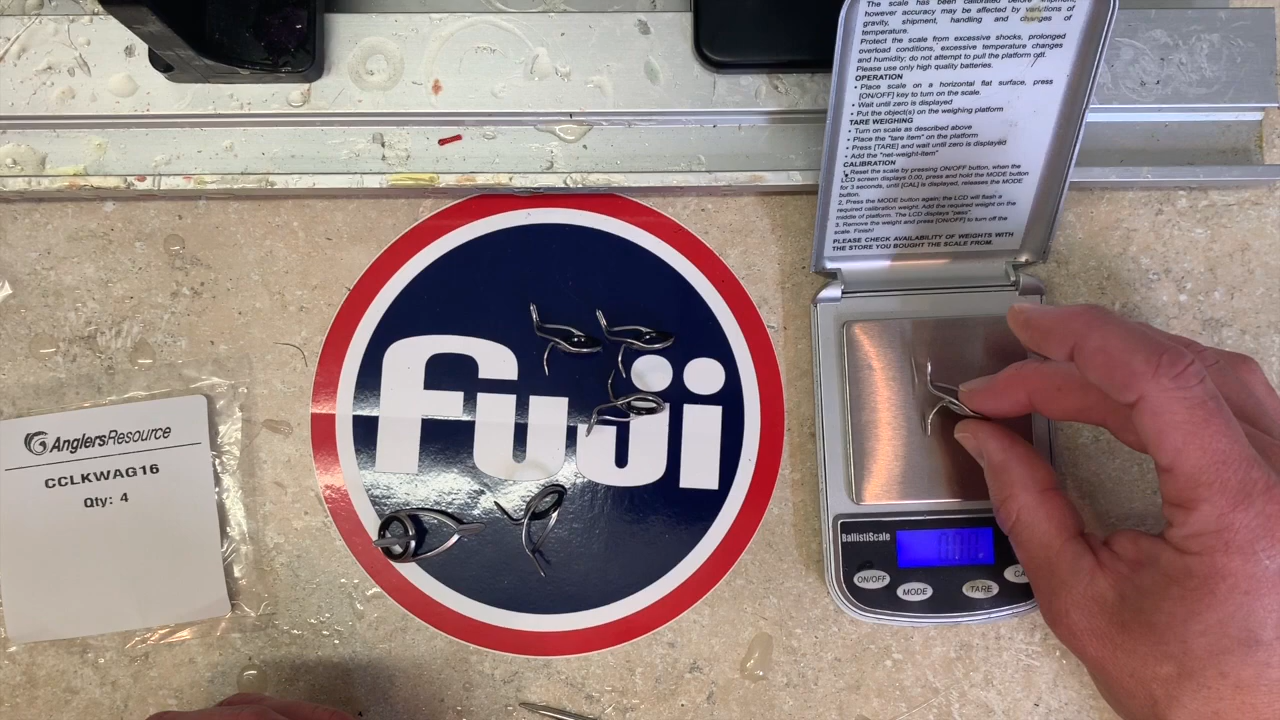 The scale has been calibrated before shipment,
however accuracy may be affected by variations of
gravity, shipment, handling and changes of
temperature.
Protect the scale from excessive shocks, prolonged
overload conditions, excessive temperature changes
and humidity; do not attempt to pull the platform off.
Please use only high quality batteries.
OPERATION
• Place scale on a horizontal flat surface, press
[ON/OFF] key to turn on the scale.
• Wait until zero is displayed
• Put the object(s) on the weighing platform
TARE WEIGHING
• Turn on scale as described above
• Place the "tare item" on the platform
• Press [TARE] and wait until zero is displayed
• Add the "net-weight-item"
CALIBRATION
1. Reset the scale by pressing ON/OFF button, when the
LCD screen displays 0.00, press and hold the MODE button
for 3 seconds, until [CAL] is displayed, releases the MODE
button.
2. Press the MODE button again; the LCD will flash a
required calibration weight. Add the required weight on the
middle of platform. The LCD displays "pass".
3. Remove the weight and press [ON/OFF] to turn off the
scale. Finish!
PLEASE CHECK AVAILABILITY OF WEIGHTS WITH
THE STORE YOU BOUGHT THE SCALE FROM.
Fuji
AnglersResource
CCLKWAG16
Qty: 4
BallistiScale
0.00
ON/OFF
MODE
TARE
CA